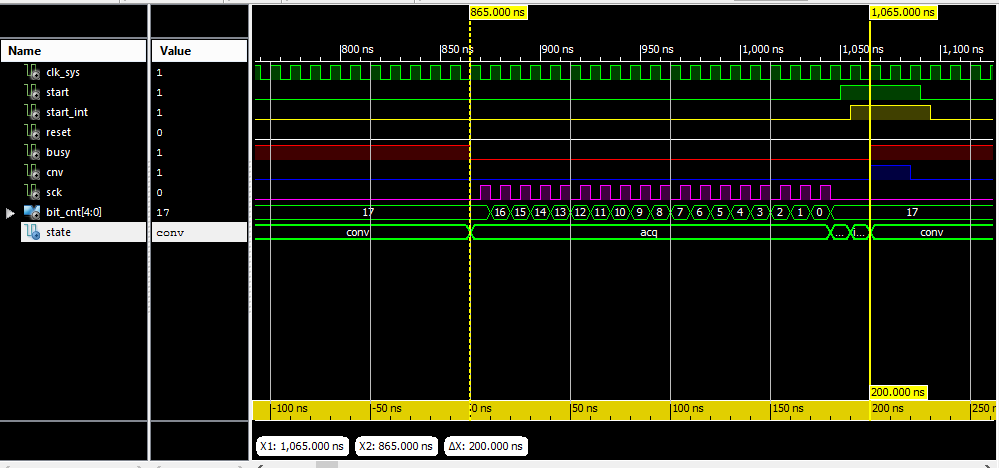 865.000 ns 1,065.000 ns
Name Value 800 ns 850 ns 900 ns 950 ns 1,000 ns 1,050 ns 1,100
clk_sys 1
start 1
start_int 1
reset 0
busy 1
cnv 1
sck 0
bit_cnt[4:0] 17 17 16 15 14 13 12 11 10 9 8 7 6 5 4 3 2 1 0 17
state conv conv acq ... i... conv
200.000 ns
-100 ns -50 ns 0 ns 50 ns 100 ns 150 ns 200 ns 250
X1: 1,065.000 ns X2: 865.000 ns ΔX: 200.000 ns